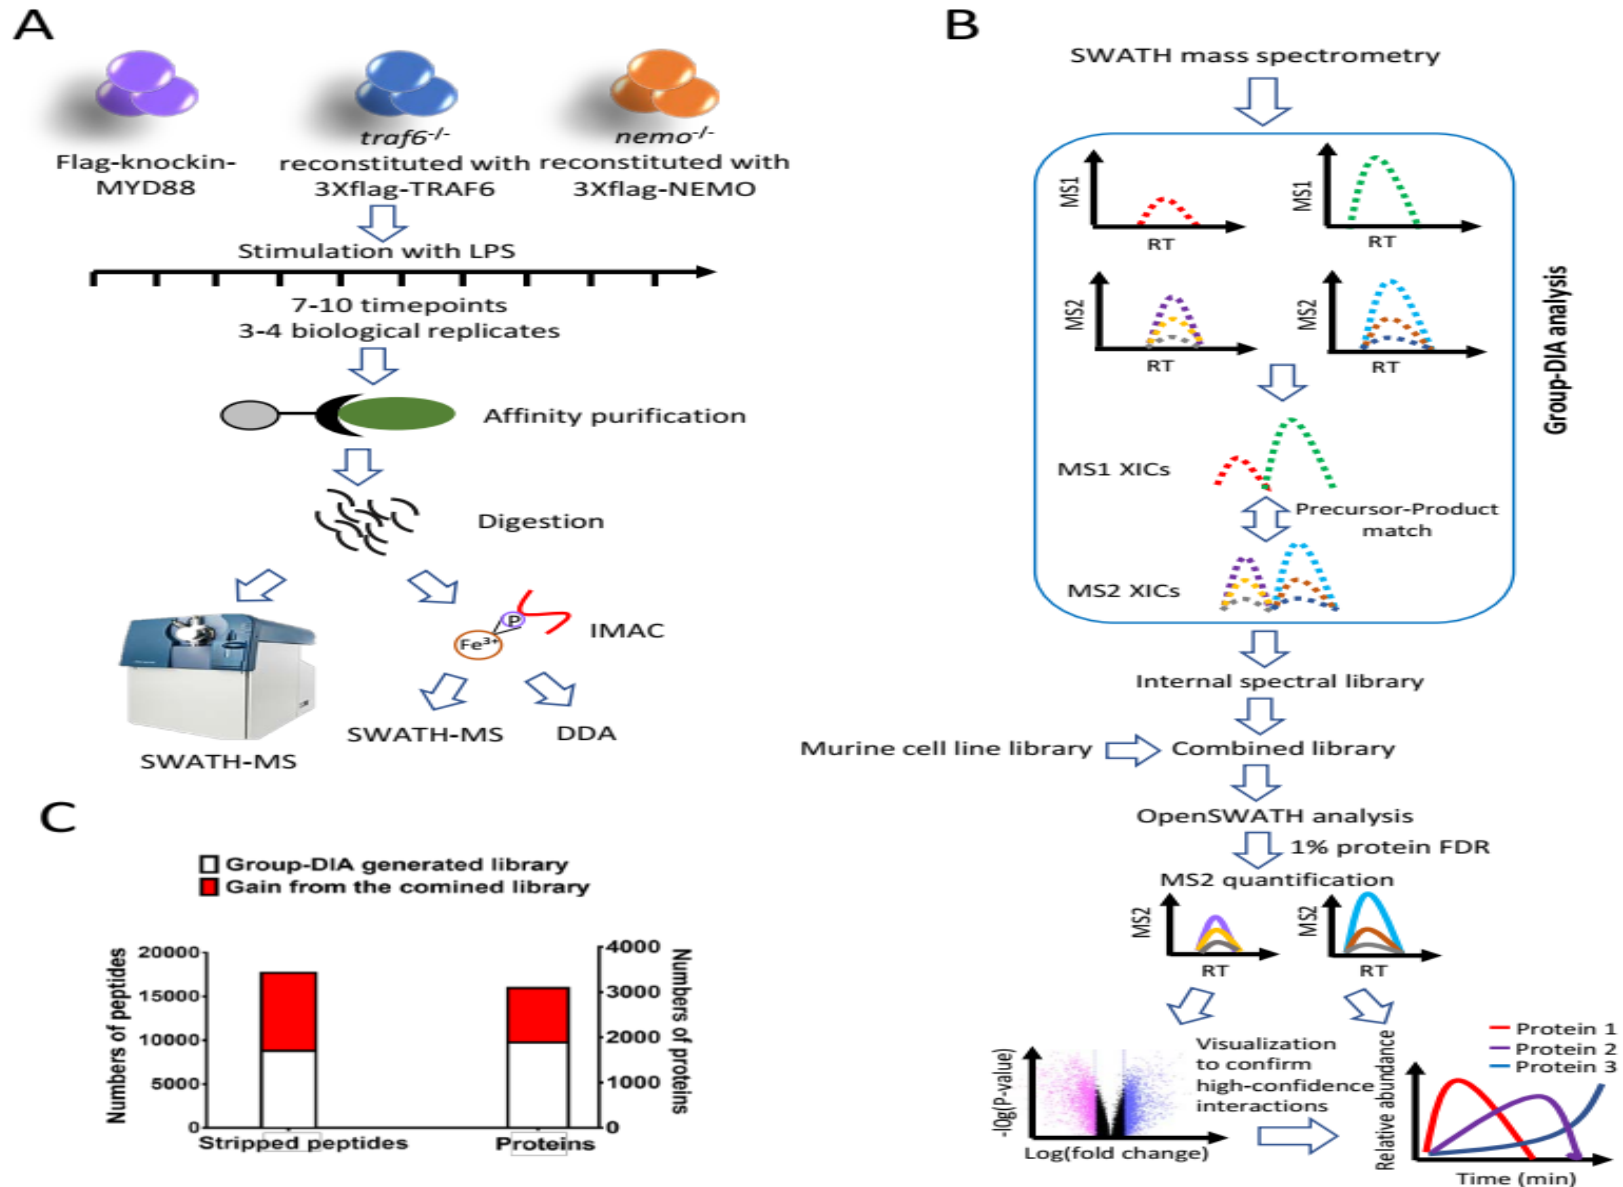 A
traf6-/-
nemo-/-
Flag-knockin-
reconstituted with
reconstituted with
MYD88
3Xflag-TRAF6
3Xflag-NEMO
Stimulation with LPS
7-10 timepoints
3-4 biological replicates
Affinity purification
Digestion
P
Fe3+
IMAC
SWATH-MS
DDA
SWATH-MS
B
SWATH mass spectrometry
MS1
RT
MS1
RT
MS2
RT
MS2
RT
Group-DIA analysis
MS1 XICs
Precursor-Product
match
MS2 XICs
Internal spectral library
Murine cell line library
Combined library
OpenSWATH analysis
1% protein FDR
MS2 quantification
MS2
RT
MS2
RT
Visualization
to confirm
high-confidence
interactions
-log(P-value)
Log(fold change)
Relative abundance
Protein 1
Protein 2
Protein 3
Time (min)
C
Group-DIA generated library
Gain from the comined library
Numbers of peptides
20000
15000
10000
5000
0
4000
3000
2000
1000
0
Numbers of proteins
Stripped peptides
Proteins